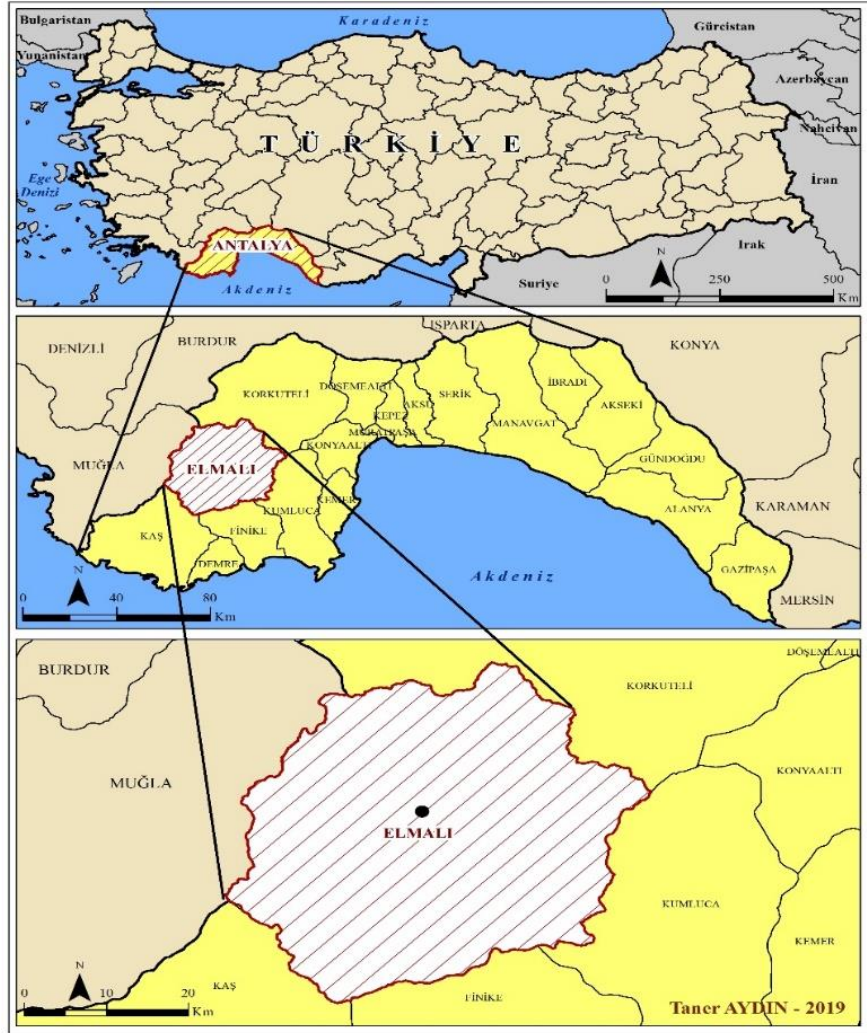 Bulgaristan
Karadeniz
Gürcistan
Yunanistan
Azerbaycan
Nahcivan
TÜRKİYE
İran
Ege
Denizi
ANTALYA
Irak
Suriye
N
Akdeniz
0 250 500
Km
ISPARTA
DENİZLİ
BURDUR
KONYA
KORKUTELİ
DÖŞEMEALTI
AKSU
SERİK
İBRADI
KEPEZ
AKSEKİ
MANAVGAT
MURATPAŞA
KONYAALTI
MUĞLA
ELMALI
GÜNDOĞDU
KEMER
KUMLUCA
ALANYA
KARAMAN
KAŞ
FİNİKE
DEMRE
GAZİPAŞA
N
Akdeniz
MERSİN
0 40 80
Km
DÖŞEMEALTI
BURDUR
KORKUTELİ
KONYAALTI
MUĞLA
ELMALI
KUMLUCA
KEMER
N
KAŞ
0 10 20
Km
FİNİKE
Taner AYDIN - 2019